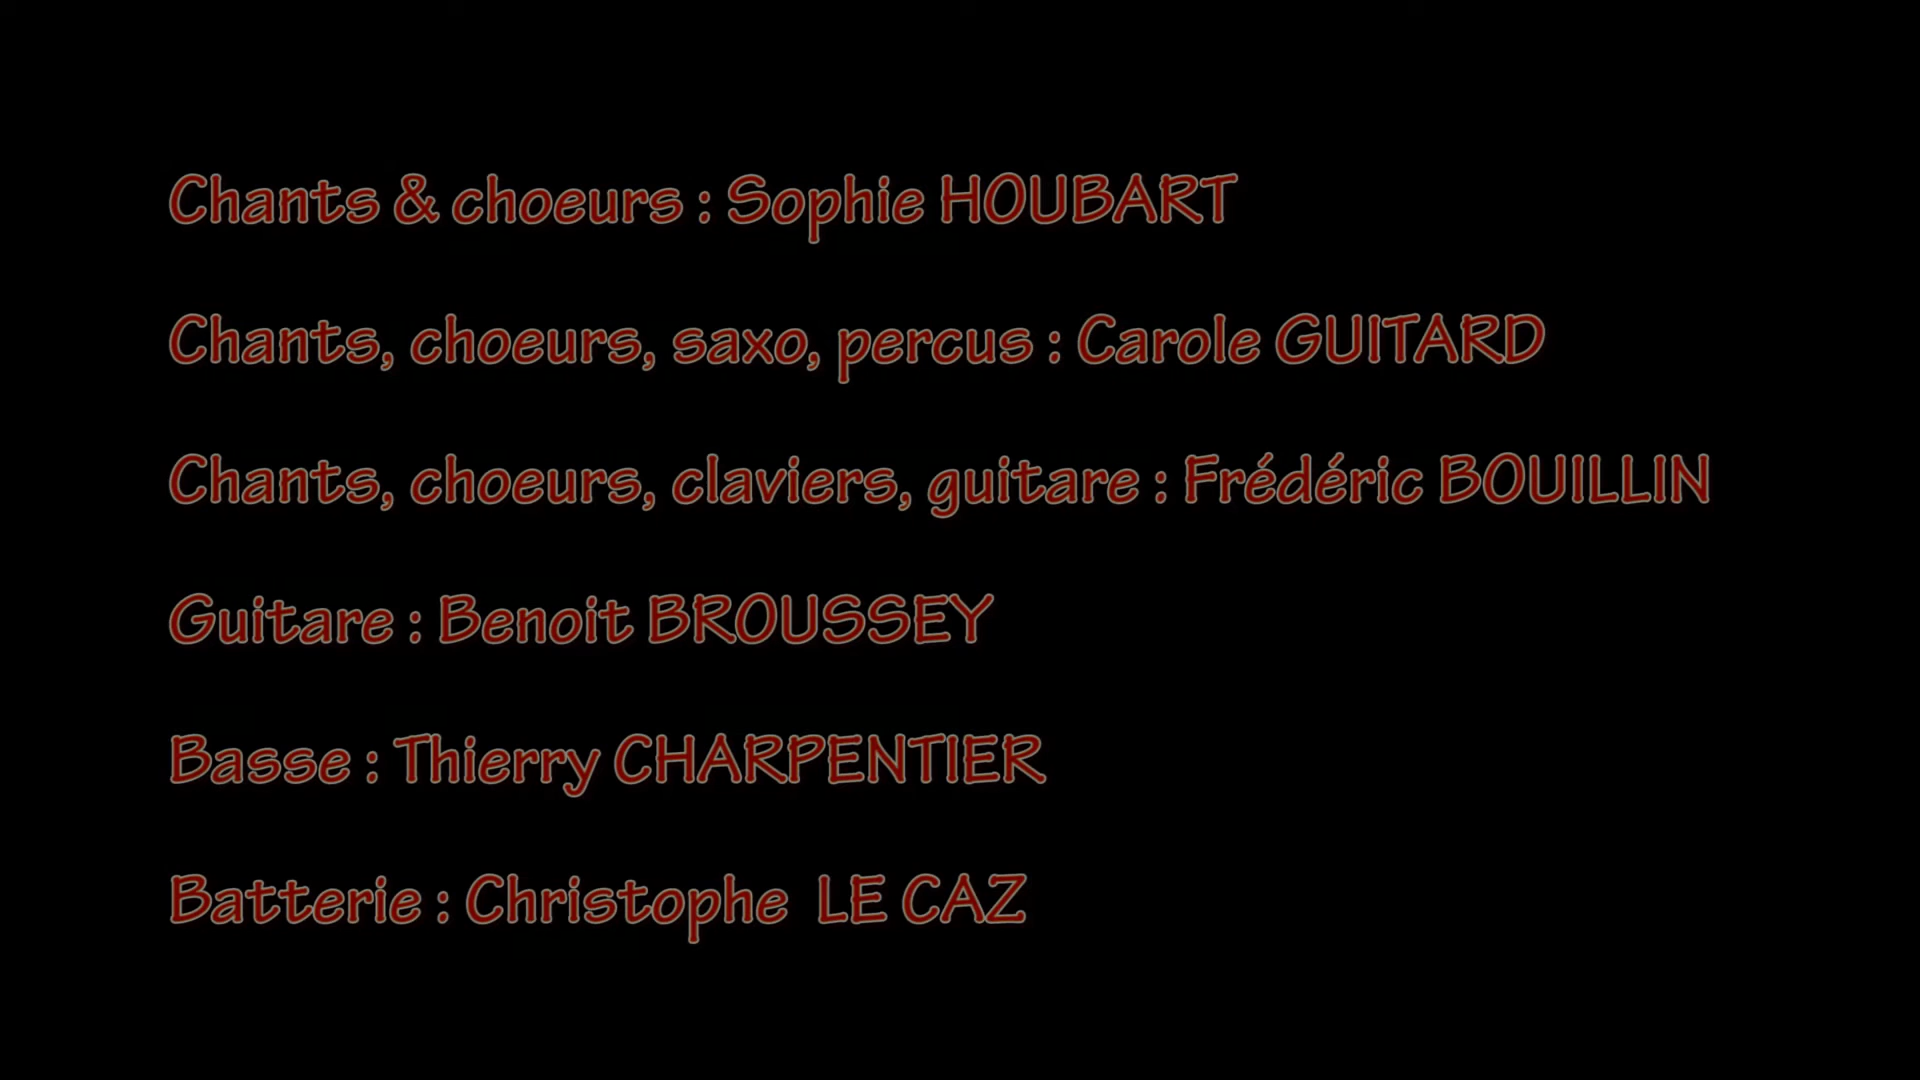 Chants & choeurs : Sophie HOUBART
Chants, choeurs, saxo, percus : Carole GUITARD
Chants, choeurs, claviers, guitare : Frédéric BOUILLIN
Guitare : Benoit BROUSSEY
Basse : Thierry CHARPENTIER
Batterie : Christophe  LE CAZ